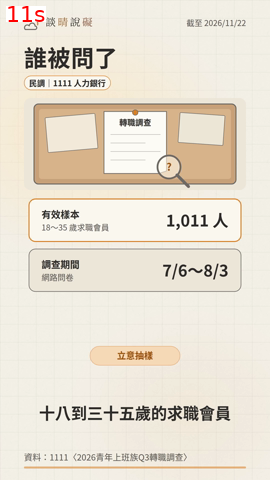 11s
談晴說礙
截至 2026/11/22
誰被問了
民調｜1111 人力銀行
轉職調查
?
有效樣本
18～35 歲求職會員
1,011 人
調查期間
網路問卷
7/6～8/3
立意抽樣
十八到三十五歲的求職會員
資料：1111〈2026青年上班族Q3轉職調查〉